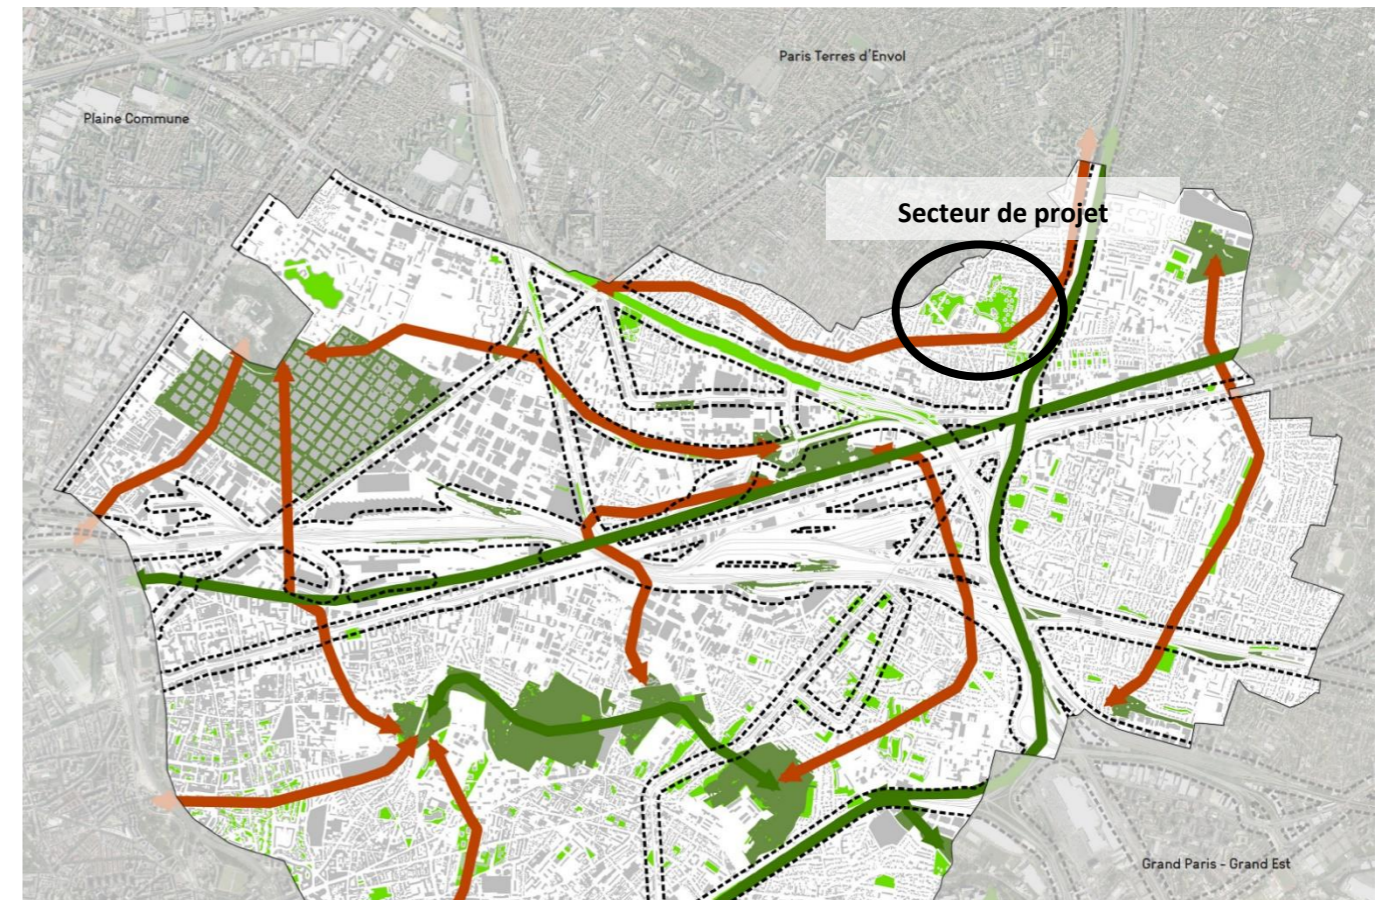 Paris Terres d'Envol
Plaine Commune
Secteur de projet
Grand Paris - Grand Est